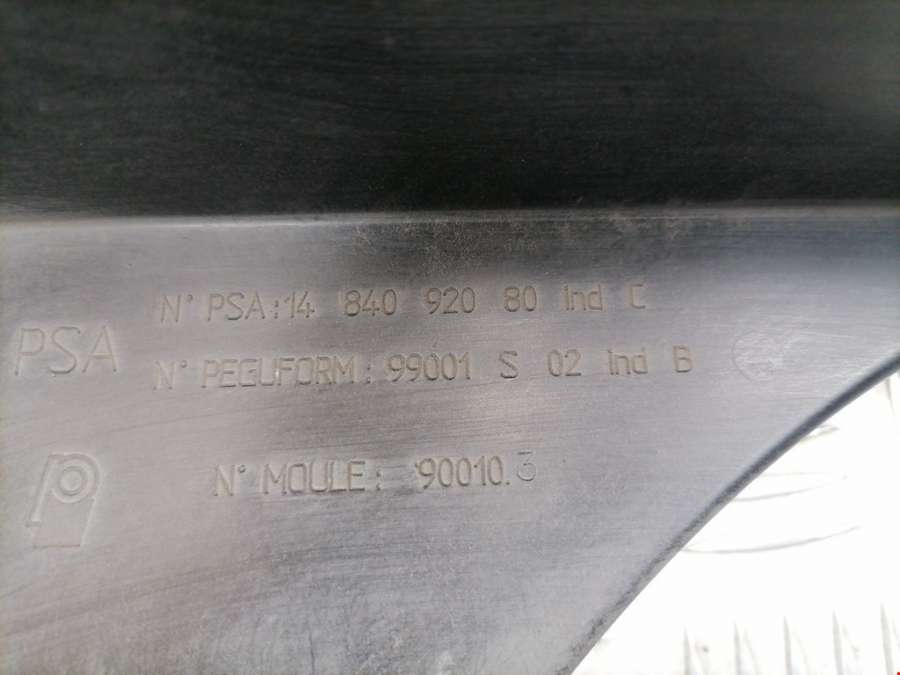 N° PSA:14 840 920 80 Ind C
PSA
N° PEGUFORM: 99001 S 02 Ind B
N° MOULE: 90010.3